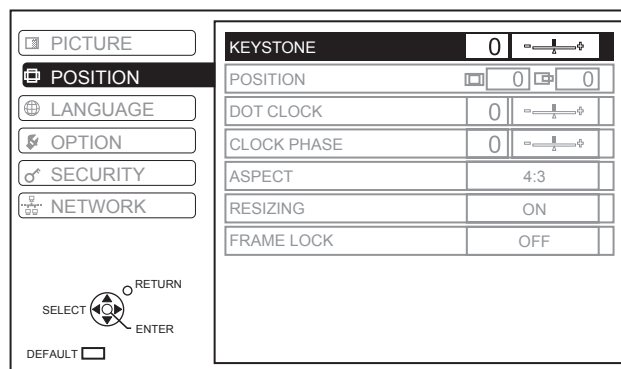 PICTURE
POSITION
LANGUAGE
OPTION
SECURITY
NETWORK
RETURN
SELECT
ENTER
DEFAULT
KEYSTONE 0
POSITION 0 0
DOT CLOCK 0
CLOCK PHASE 0
ASPECT 4:3
RESIZING ON
FRAME LOCK OFF